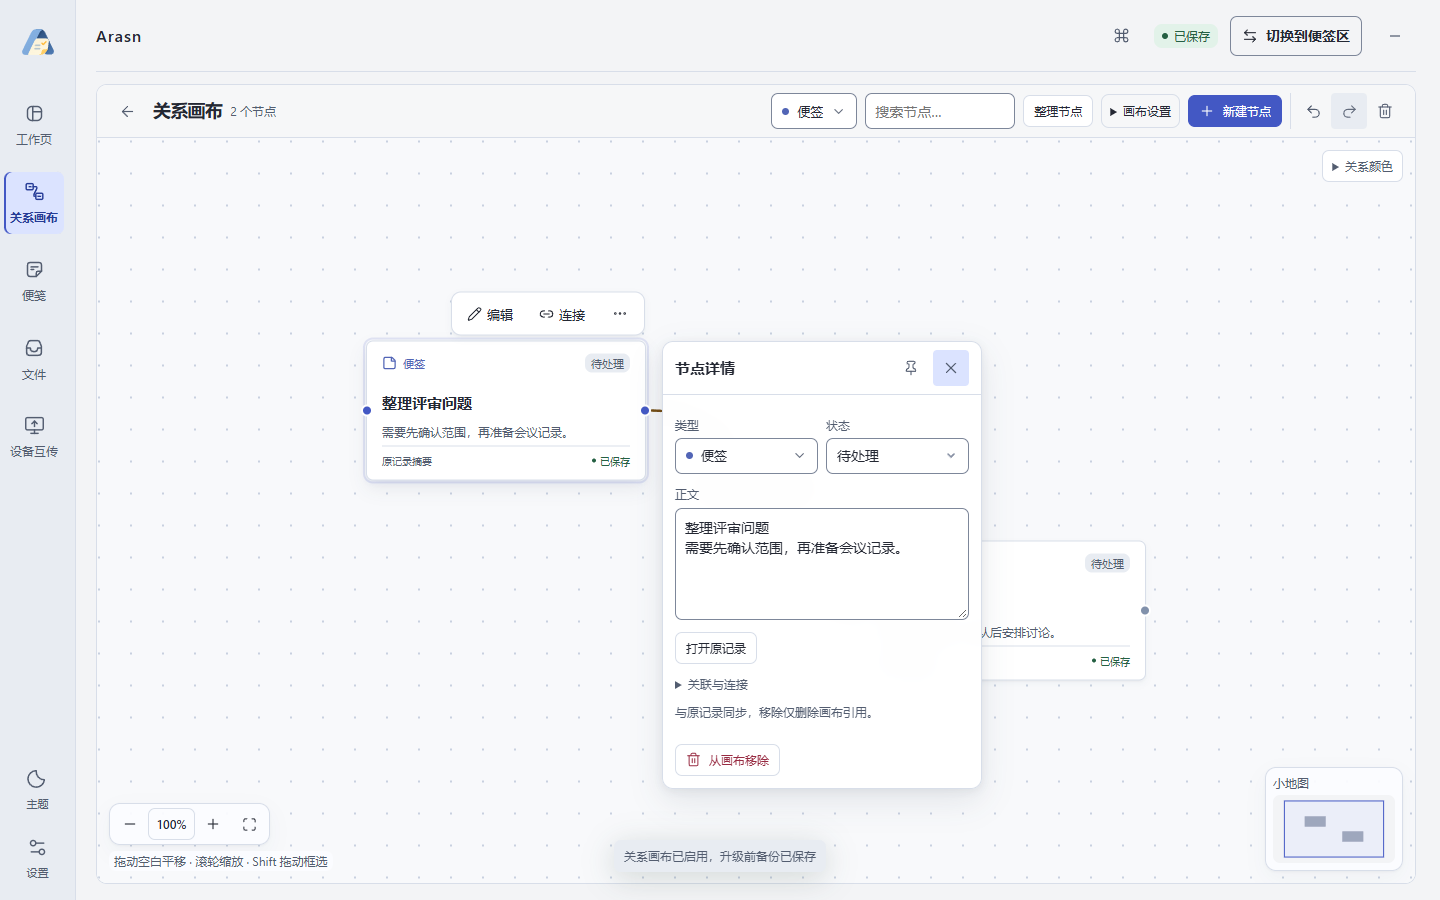 Arasn
已保存
切换到便签区
工作页
关系画布
便笺
文件
设备互传
主题
设置
关系画布 2 个节点
便签
搜索节点...
整理节点
画布设置
新建节点
关系颜色
编辑
连接
便签
待处理
整理评审问题
需要先确认范围，再准备会议记录。
原记录摘要
已保存
节点详情
类型
状态
便签
待处理
正文
整理评审问题
需要先确认范围，再准备会议记录。
打开原记录
关联与连接
与原记录同步，移除仅删除画布引用。
从画布移除
待处理
后安排讨论。
已保存
小地图
100%
拖动空白平移 · 滚轮缩放 · Shift 拖动框选
关系画布已启用，升级前备份已保存